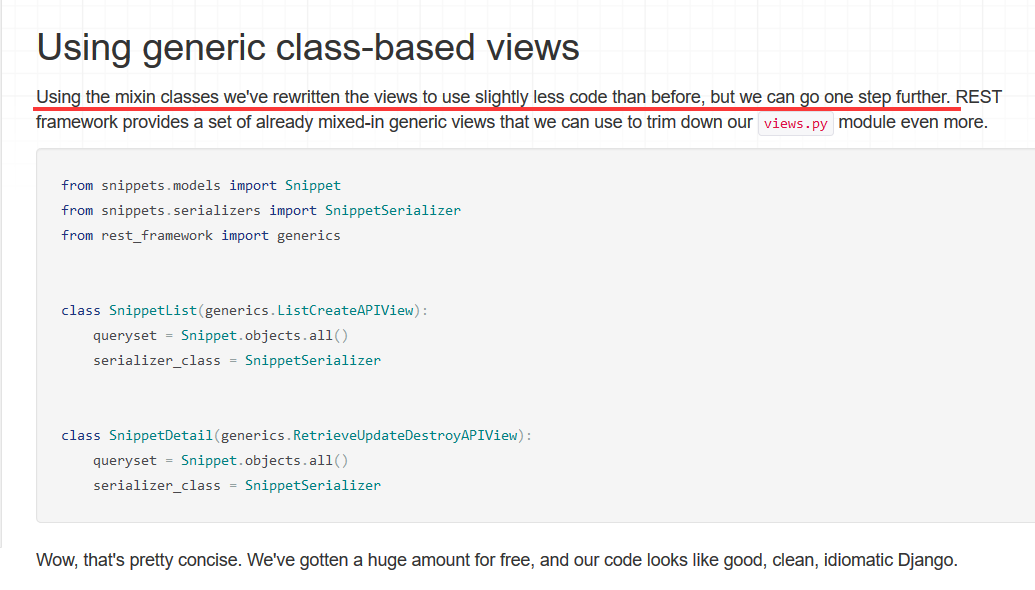 Using generic class-based views
Using the mixin classes we've rewritten the views to use slightly less code than before, but we can go one step further. REST
framework provides a set of already mixed-in generic views that we can use to trim down our views.py module even more.
from snippets.models import Snippet
from snippets.serializers import SnippetSerializer
from rest_framework import generics
class SnippetList(generics.ListCreateAPIView):
    queryset = Snippet.objects.all()
    serializer_class = SnippetSerializer
class SnippetDetail(generics.RetrieveUpdateDestroyAPIView):
    queryset = Snippet.objects.all()
    serializer_class = SnippetSerializer
Wow, that's pretty concise. We've gotten a huge amount for free, and our code looks like good, clean, idiomatic Django.